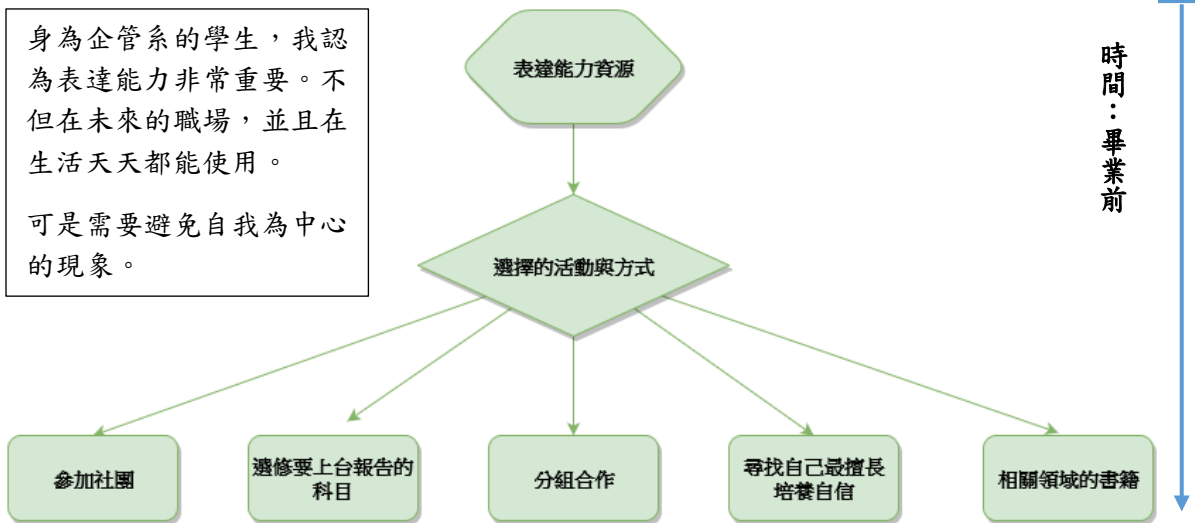 身為企管系的學生，我認
為表達能力非常重要。不
但在未來的職場，並且在
生活天天都能使用。
可是需要避免自我為中心
的現象。
表達能力資源
時間：畢業前
選擇的活動與方式
參加社團
選修要上台報告的
科目
分組合作
尋找自己最擅長
培養自信
相關領域的書籍